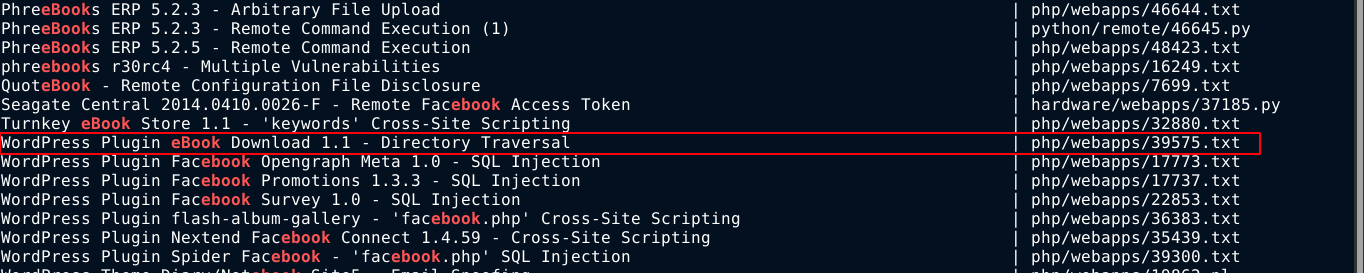 PhreeBooks ERP 5.2.3 - Arbitrary File Upload | php/webapps/46644.txt
PhreeBooks ERP 5.2.3 - Remote Command Execution (1) | python/remote/46645.py
PhreeBooks ERP 5.2.5 - Remote Command Execution | php/webapps/48423.txt
phreebooks r30rc4 - Multiple Vulnerabilities | php/webapps/16249.txt
QuoteBook - Remote Configuration File Disclosure | php/webapps/7699.txt
Seagate Central 2014.0410.0026-F - Remote Facebook Access Token | hardware/webapps/37185.py
Turnkey eBook Store 1.1 - 'keywords' Cross-Site Scripting | php/webapps/32880.txt
WordPress Plugin eBook Download 1.1 - Directory Traversal | php/webapps/39575.txt
WordPress Plugin Facebook Opengraph Meta 1.0 - SQL Injection | php/webapps/17773.txt
WordPress Plugin Facebook Promotions 1.3.3 - SQL Injection | php/webapps/17737.txt
WordPress Plugin Facebook Survey 1.0 - SQL Injection | php/webapps/22853.txt
WordPress Plugin flash-album-gallery - 'facebook.php' Cross-Site Scripting | php/webapps/36383.txt
WordPress Plugin Nextend Facebook Connect 1.4.59 - Cross-Site Scripting | php/webapps/35439.txt
WordPress Plugin Spider Facebook - 'facebook.php' SQL Injection | php/webapps/39300.txt